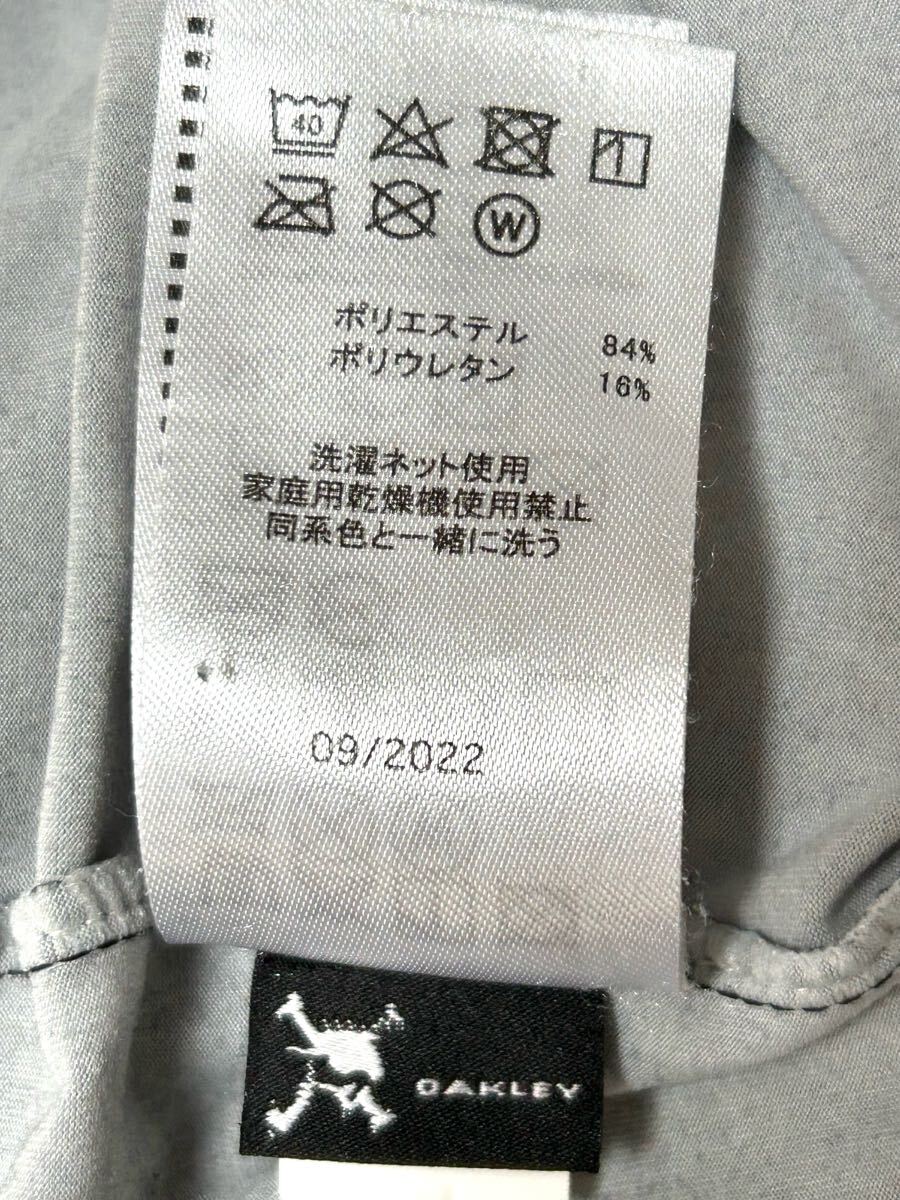 40
W
ポリエステル 84%
ポリウレタン 16%
洗濯ネット使用
家庭用乾燥機使用禁止
同系色と一緒に洗う
09/2022
OAKLEY